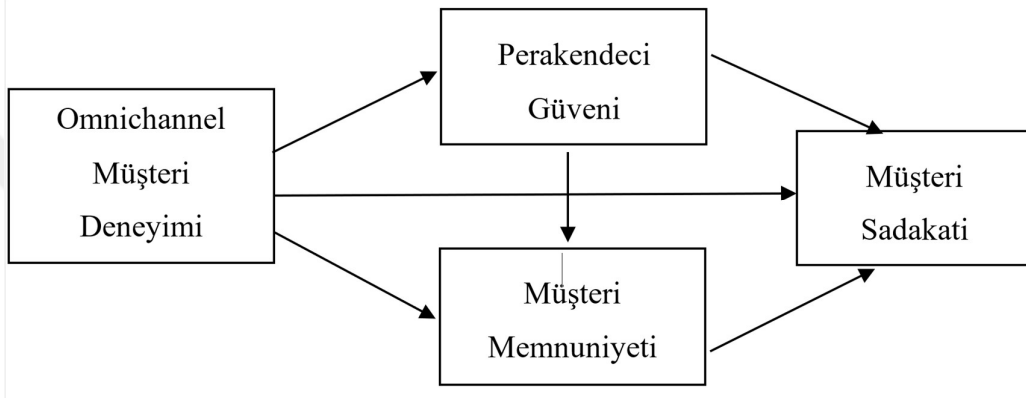 Omnichannel
Müşteri
Deneyimi
Perakendeci
Güveni
Müşteri
Memnuniyeti
Müşteri
Sadakati